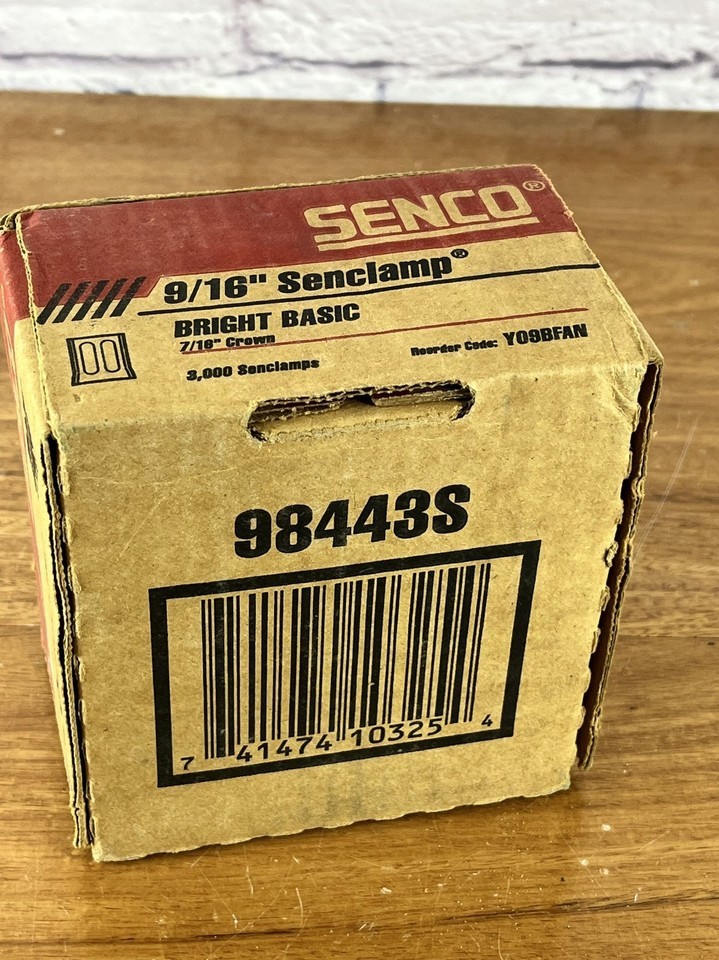 SENCO®
9/16" Senclamp®
BRIGHT BASIC
7/16" Crown
3,000 Senclamps
Reorder Code: Y09BFAN
98443S
7 41474 10325 4